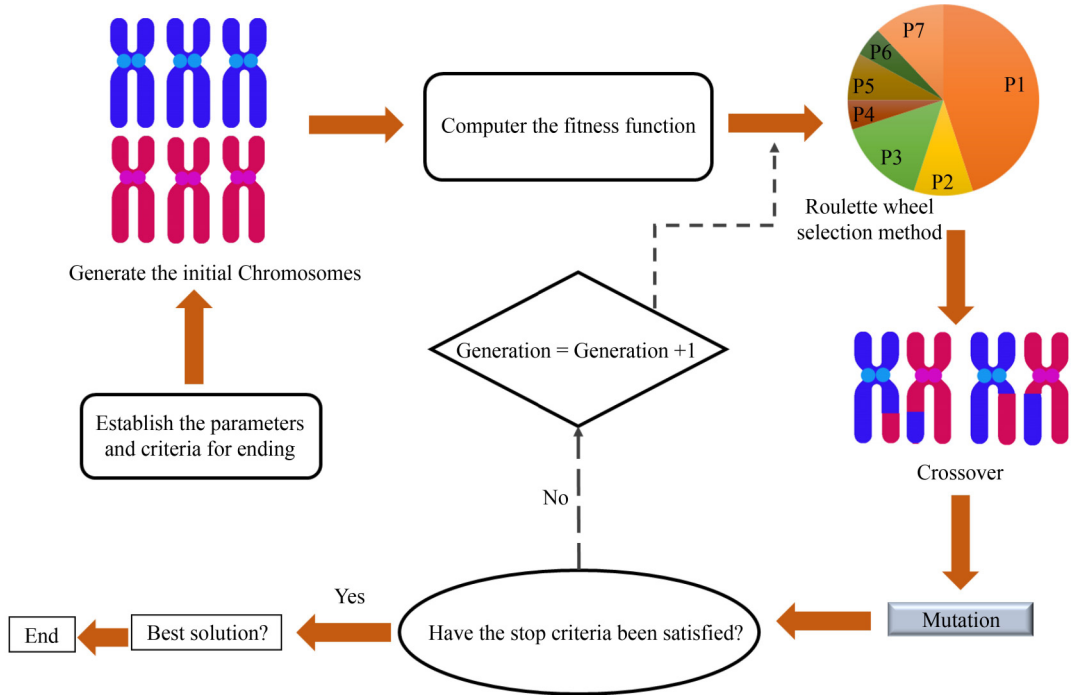 Establish the parameters
and criteria for ending
Generate the initial Chromosomes
Computer the fitness function
P1
P2
P3
P4
P5
P6
P7
Roulette wheel
selection method
Crossover
Mutation
Have the stop criteria been satisfied?
No
Generation = Generation +1
Yes
Best solution?
End